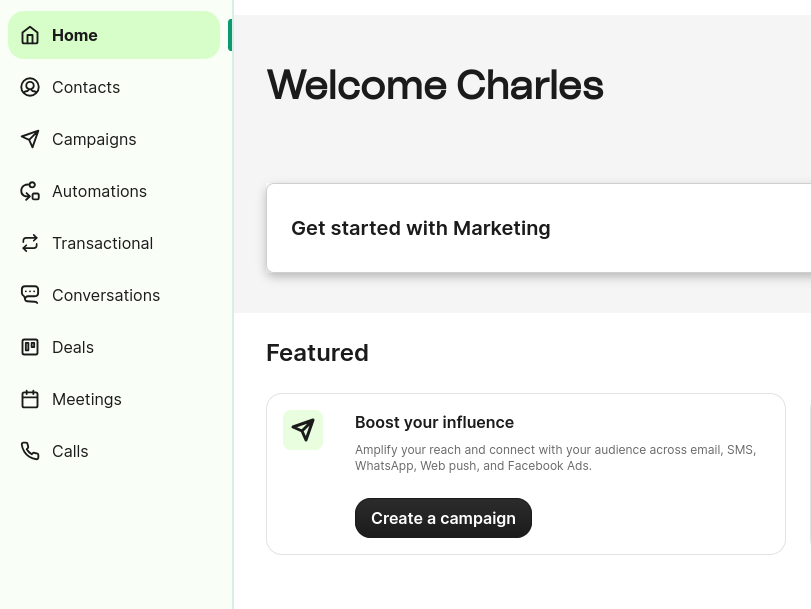 Home
Contacts
Campaigns
Automations
Transactional
Conversations
Deals
Meetings
Calls
Welcome Charles
Get started with Marketing
Featured
Boost your influence
Amplify your reach and connect with your audience across email, SMS,
WhatsApp, Web push, and Facebook Ads.
Create a campaign